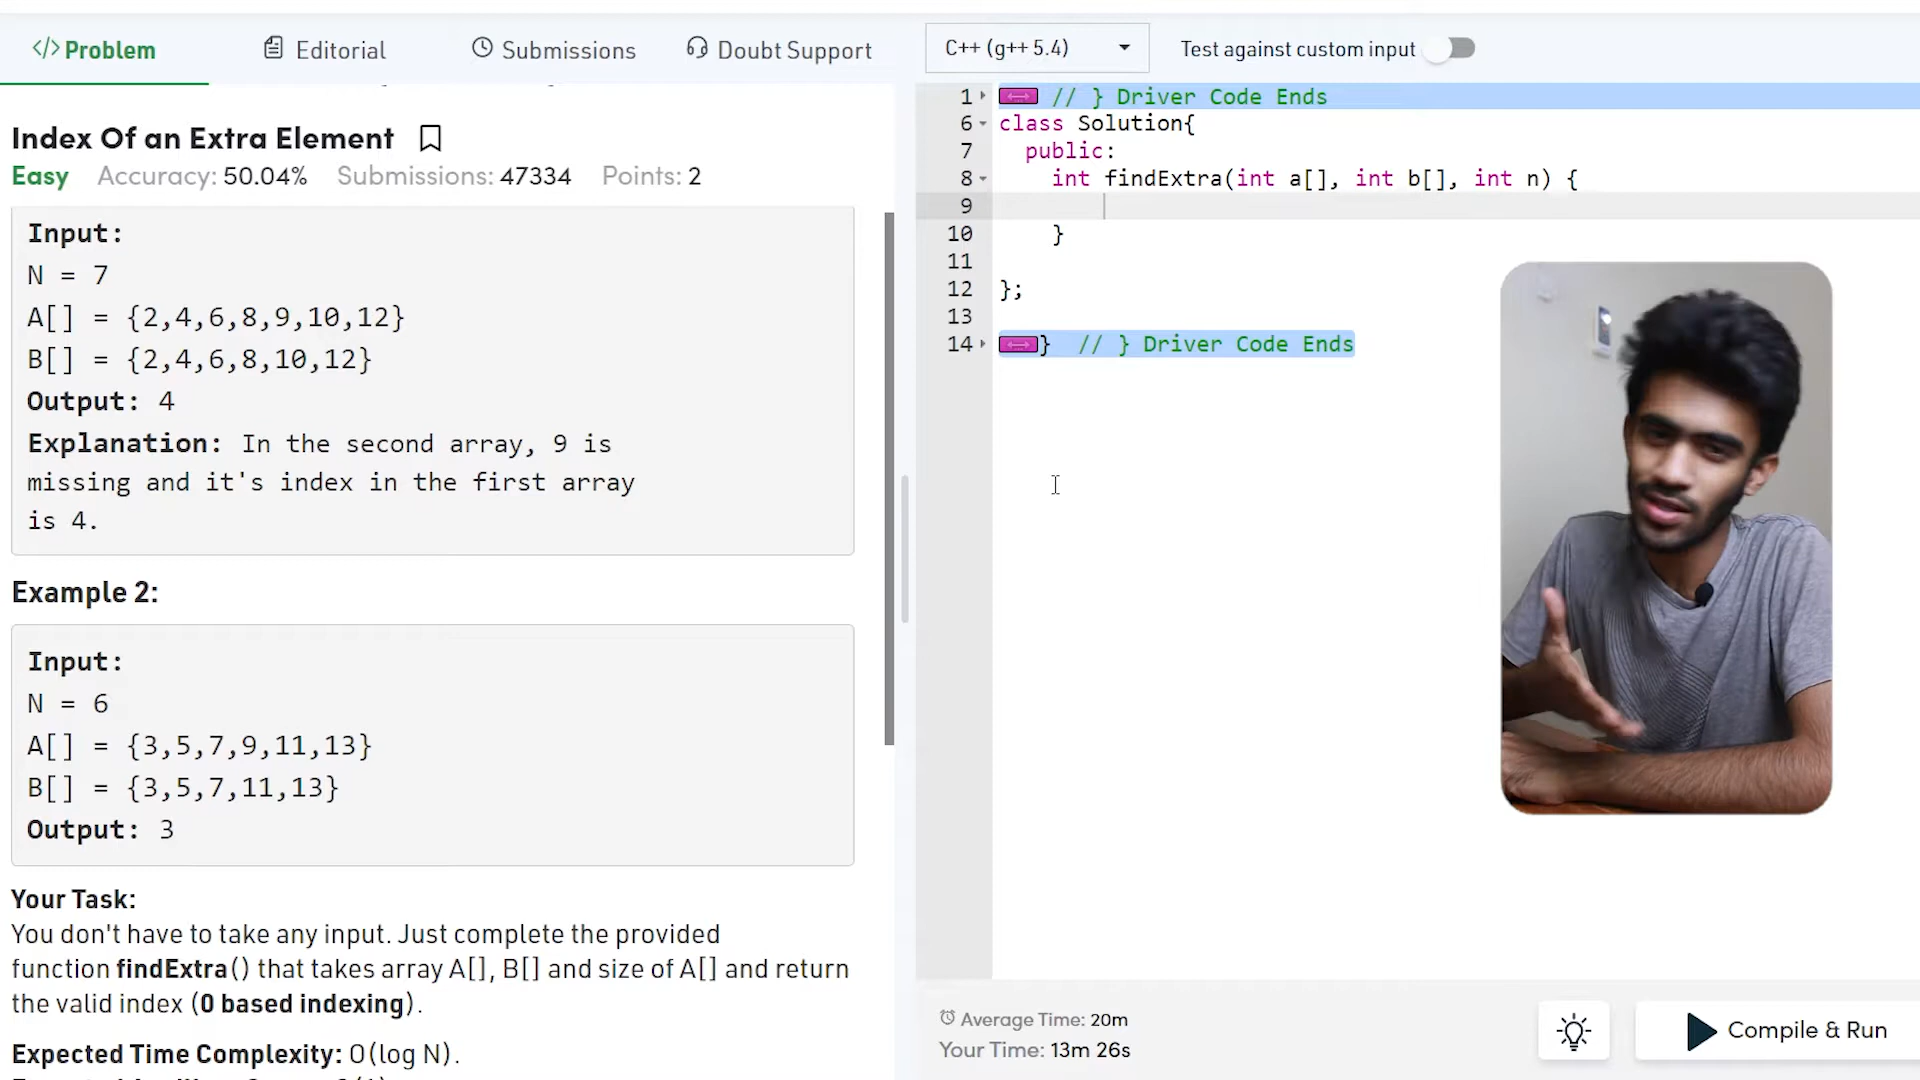 </> Problem
Editorial
Submissions
Doubt Support
Index Of an Extra Element
Easy Accuracy: 50.04% Submissions: 47334 Points: 2
Input:
N = 7
A[] = {2,4,6,8,9,10,12}
B[] = {2,4,6,8,10,12}
Output: 4
Explanation: In the second array, 9 is
missing and it's index in the first array
is 4.
Example 2:
Input:
N = 6
A[] = {3,5,7,9,11,13}
B[] = {3,5,7,11,13}
Output: 3
Your Task:
You don't have to take any input. Just complete the provided
function findExtra() that takes array A[], B[] and size of A[] and return
the valid index (0 based indexing).
Expected Time Complexity: O(log N).
C++ (g++ 5.4)
Test against custom input
1 // } Driver Code Ends
6 class Solution{
7 public:
8 int findExtra(int a[], int b[], int n) {
9
10 }
11
12 };
13
14 } // } Driver Code Ends
Average Time: 20m
Your Time: 13m 26s
Compile & Run